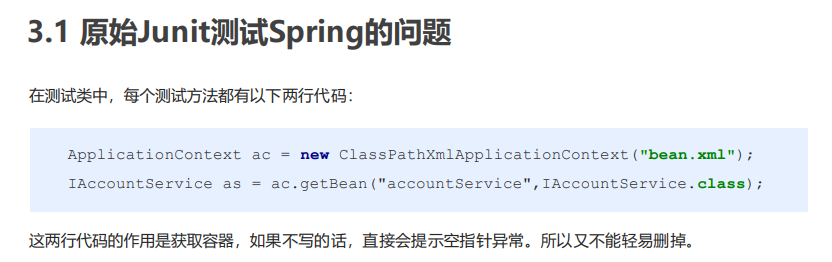 3.1 原始Junit测试Spring的问题
在测试类中，每个测试方法都有以下两行代码：
ApplicationContext ac = new ClassPathXmlApplicationContext("bean.xml");
IAccountService as = ac.getBean("accountService",IAccountService.class);
这两行代码的作用是获取容器，如果不写的话，直接会提示空指针异常。所以又不能轻易删掉。